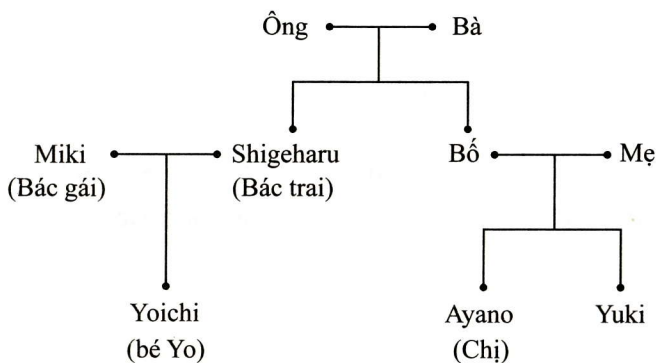 Ông Bà
Miki Shigeharu Bố Mẹ
(Bác gái) (Bác trai)
Yoichi Ayano Yuki
(bé Yo) (Chị)